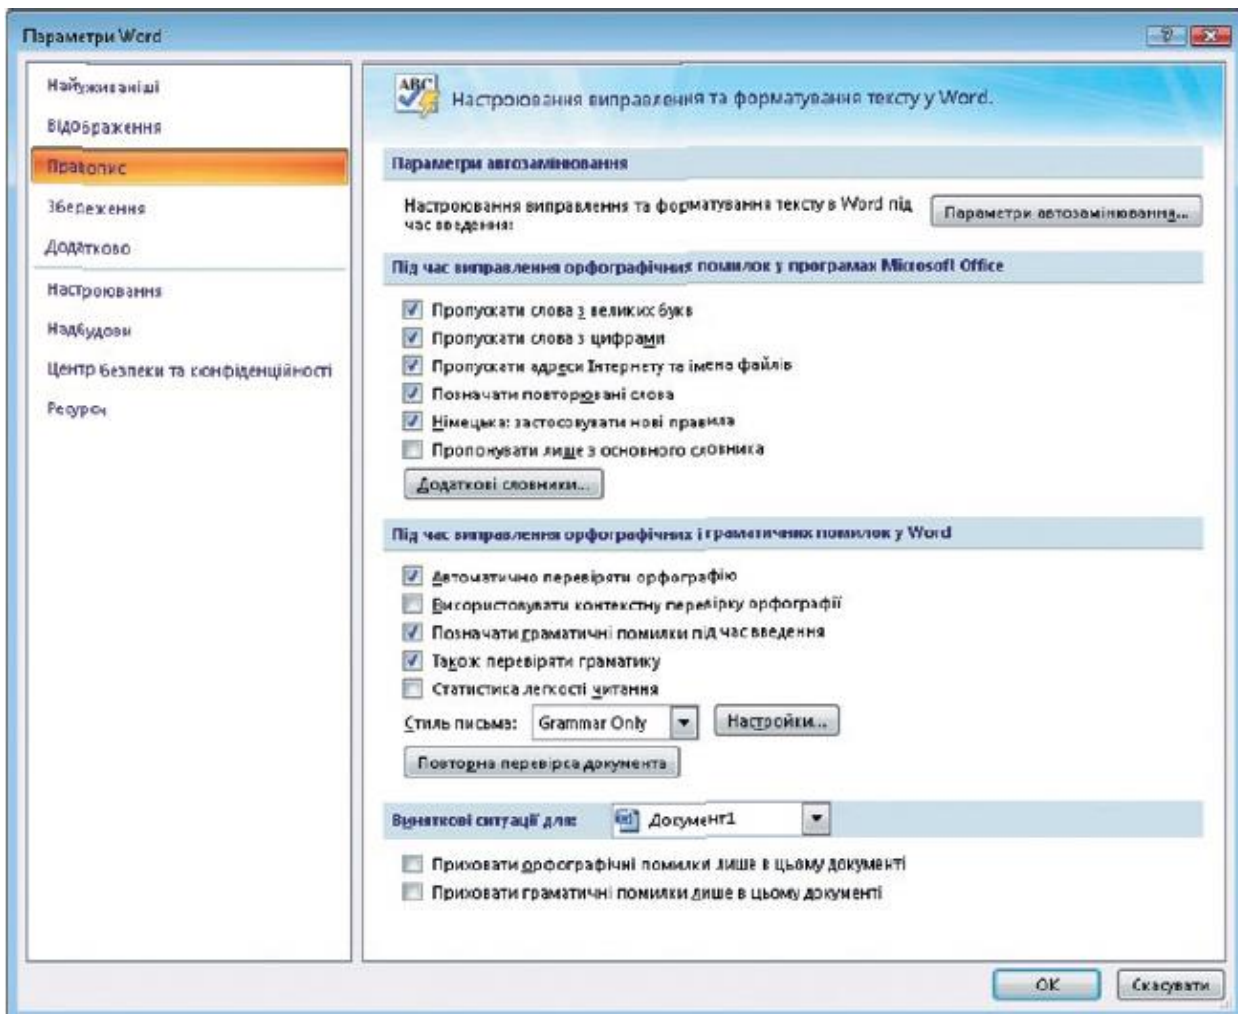 Параметри Word
Найуживаніші
Відображення
Правопис
Збереження
Додатково
Настроювання
Надбудови
Центр безпеки та конфіденційності
Ресурси
ABC
Настроювання виправлення та форматування тексту у Word.
Параметри автозамінювання
Настроювання виправлення та форматування тексту в Word під
час введення:
Параметри автозамінювання...
Під час виправлення орфографічних помилок у програмах Microsoft Office
Пропускати слова з великих букв
Пропускати слова з цифрами
Пропускати адреси Інтернету та імена файлів
Позначати повторювані слова
Німецька: застосовувати нові правила
Пропонувати лише з основного словника
Додаткові словники...
Під час виправлення орфографічних і граматичних помилок у Word
Автоматично перевіряти орфографію
Використовувати контекстну перевірку орфографії
Позначати граматичні помилки під час введення
Також перевіряти граматику
Статистика легкості читання
Стиль письма: Grammar Only Настройки...
Повторна перевірка документа
Виняткові ситуації для: Документ1
Приховати орфографічні помилки лише в цьому документі
Приховати граматичні помилки лише в цьому документі
ОК Скасувати